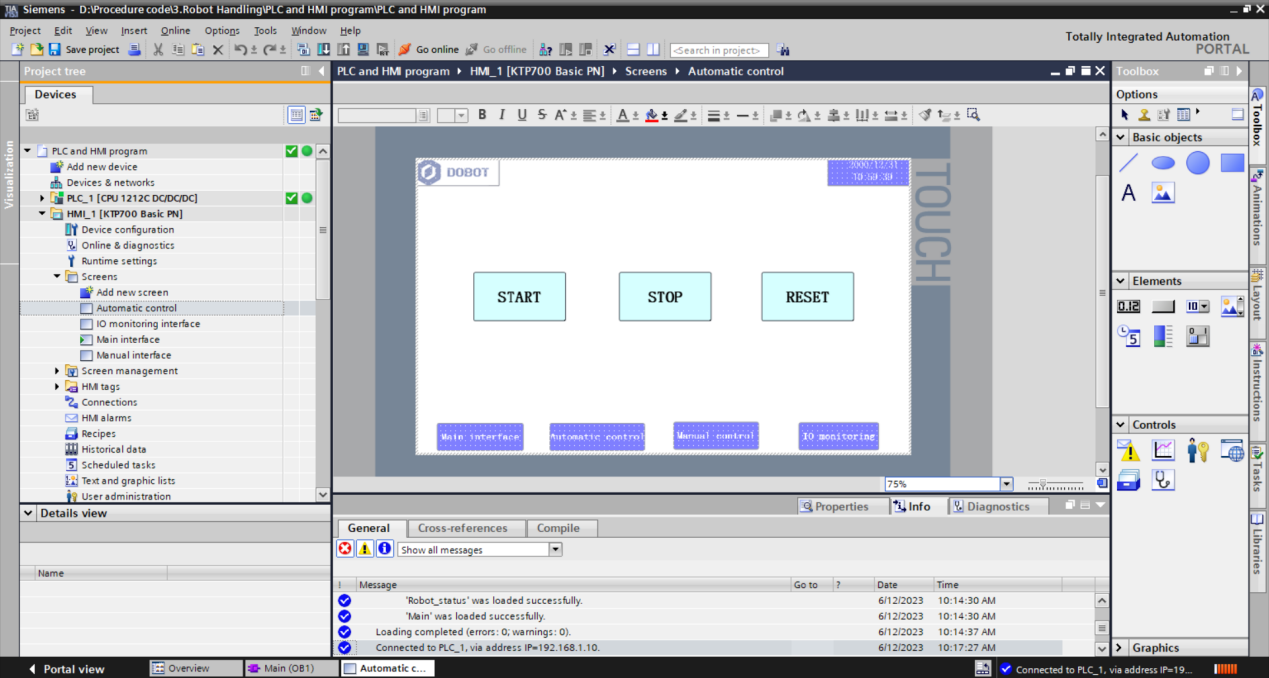 Siemens - D:\Procedure code\3.Robot Handling\PLC and HMI program\PLC and HMI program
Project Edit View Insert Online Options Tools Window Help
Totally Integrated Automation
PORTAL
Save project
Go online
Go offline
<Search in project>
Project tree
PLC and HMI program
HMI_1 [KTP700 Basic PN]
Screens
Automatic control
Toolbox
Devices
Visualization
PLC and HMI program
Add new device
Devices & networks
PLC_1 [CPU 1212C DC/DC/DC]
HMI_1 [KTP700 Basic PN]
Device configuration
Online & diagnostics
Runtime settings
Screens
Add new screen
Automatic control
IO monitoring interface
Main interface
Manual interface
Screen management
HMI tags
Connections
HMI alarms
Recipes
Historical data
Scheduled tasks
Text and graphic lists
User administration
Details view
Name
B I U S A A
DOBOT
2000/12/31
10:59:39
TOUCH
START STOP RESET
Main interface
Automatic control
Manual control
IO monitoring
75%
Properties
Info
Diagnostics
General
Cross-references
Compile
Show all messages
! Message Go to ? Date Time
'Robot_status' was loaded successfully. 6/12/2023 10:14:30 AM
'Main' was loaded successfully. 6/12/2023 10:14:30 AM
Loading completed (errors: 0; warnings: 0). 6/12/2023 10:14:37 AM
Connected to PLC_1, via address IP=192.168.1.10. 6/12/2023 10:17:27 AM
Options
Basic objects
A
Elements
0.12
10
5
Controls
Graphics
Toolbox
Animations
Layout
Instructions
Tasks
Libraries
Portal view
Overview
Main (OB1)
Automatic c...
Connected to PLC_1, via address IP=19...